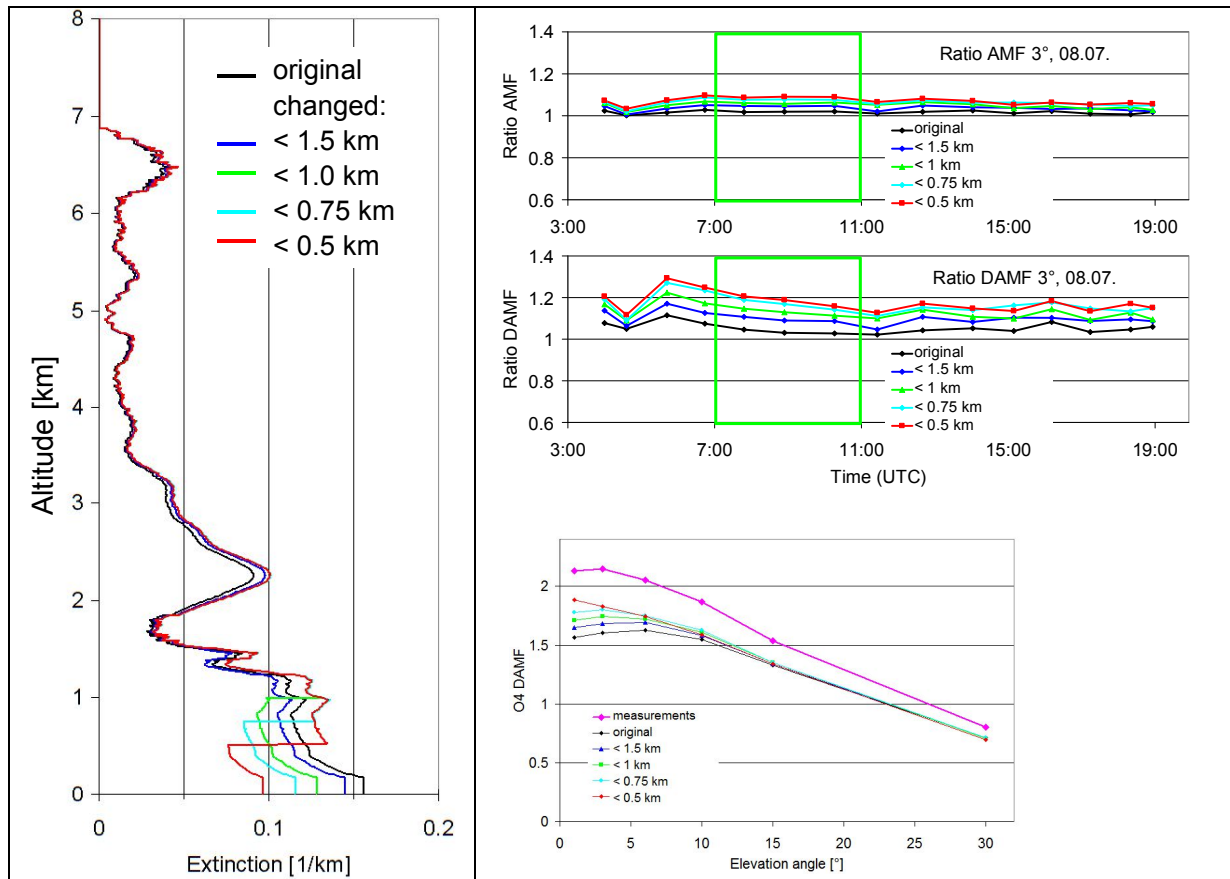 8
7
6
5
4
3
2
1
0
Altitude [km]
original
changed:
< 1.5 km
< 1.0 km
< 0.75 km
< 0.5 km
0
0.1
0.2
Extinction [1/km]
1.4
1.2
1
0.8
0.6
Ratio AMF
Ratio AMF 3°, 08.07.
original
< 1.5 km
< 1 km
< 0.75 km
< 0.5 km
3:00
7:00
11:00
15:00
19:00
1.4
1.2
1
0.8
0.6
Ratio DAMF
Ratio DAMF 3°, 08.07.
original
< 1.5 km
< 1 km
< 0.75 km
< 0.5 km
3:00
7:00
11:00
15:00
19:00
Time (UTC)
2
1.5
1
0.5
0
O4 DAMF
measurements
original
< 1.5 km
< 1 km
< 0.75 km
< 0.5 km
0
5
10
15
20
25
30
Elevation angle [°]